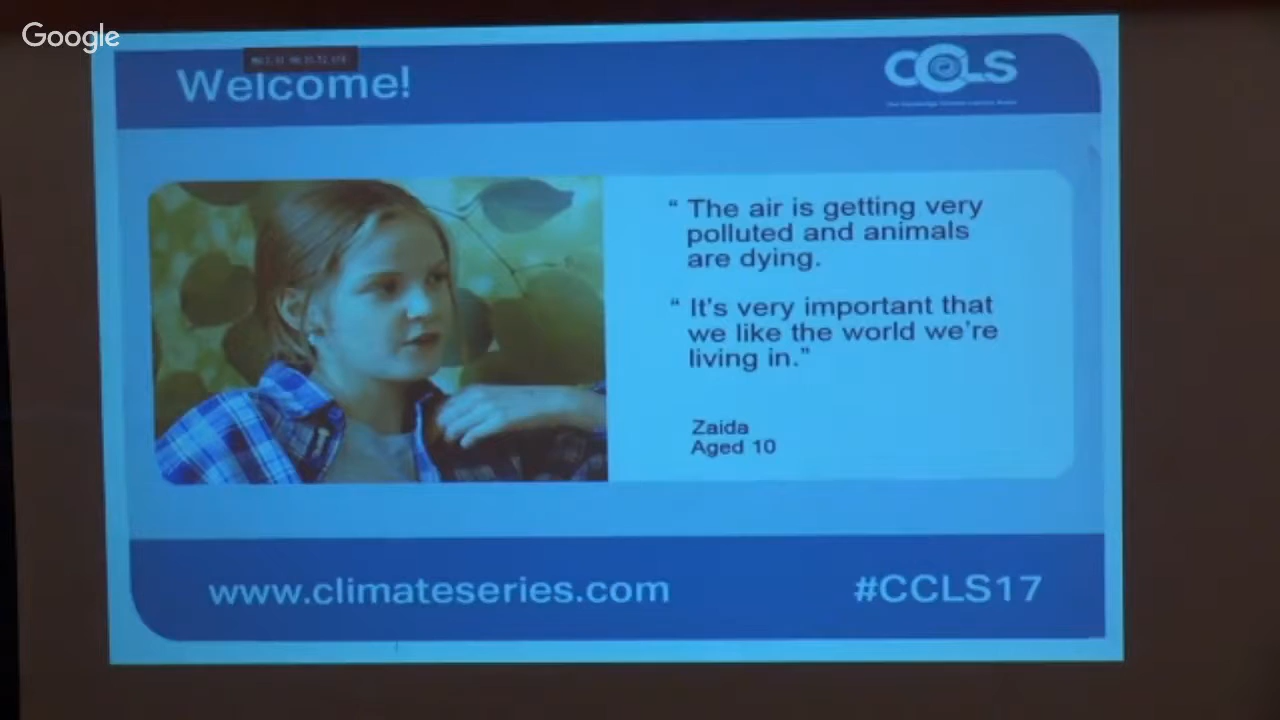 Google
Welcome!
CCLS
“ The air is getting very
polluted and animals
are dying.
“ It's very important that
we like the world we're
living in.”
Zaida
Aged 10
www.climateseries.com
#CCLS17